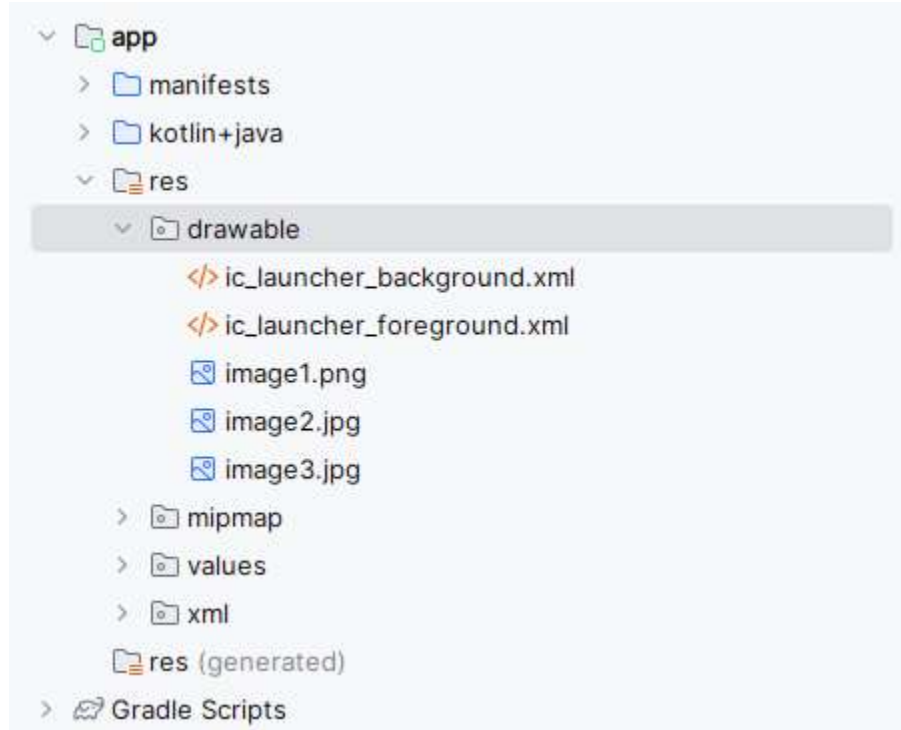 app
manifests
kotlin+java
res
drawable
ic_launcher_background.xml
ic_launcher_foreground.xml
image1.png
image2.jpg
image3.jpg
mipmap
values
xml
res (generated)
Gradle Scripts